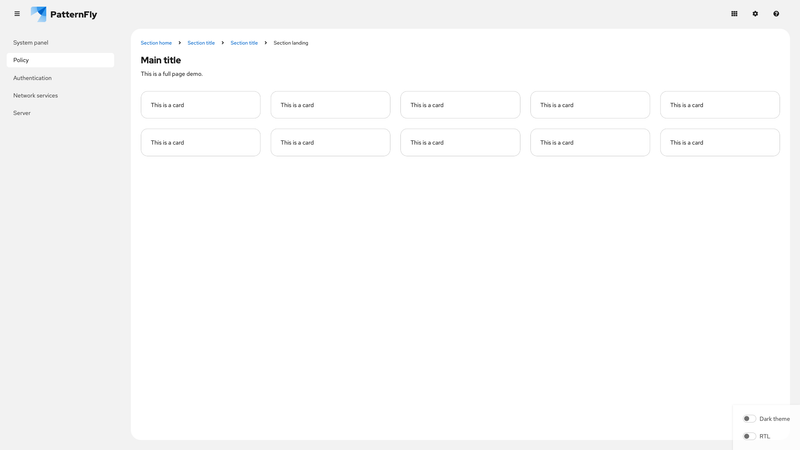 PatternFly
System panel
Policy
Authentication
Network services
Server
Section home Section title Section title Section landing
Main title
This is a full page demo.
This is a card This is a card This is a card This is a card This is a card
This is a card This is a card This is a card This is a card This is a card
Dark theme
RTL